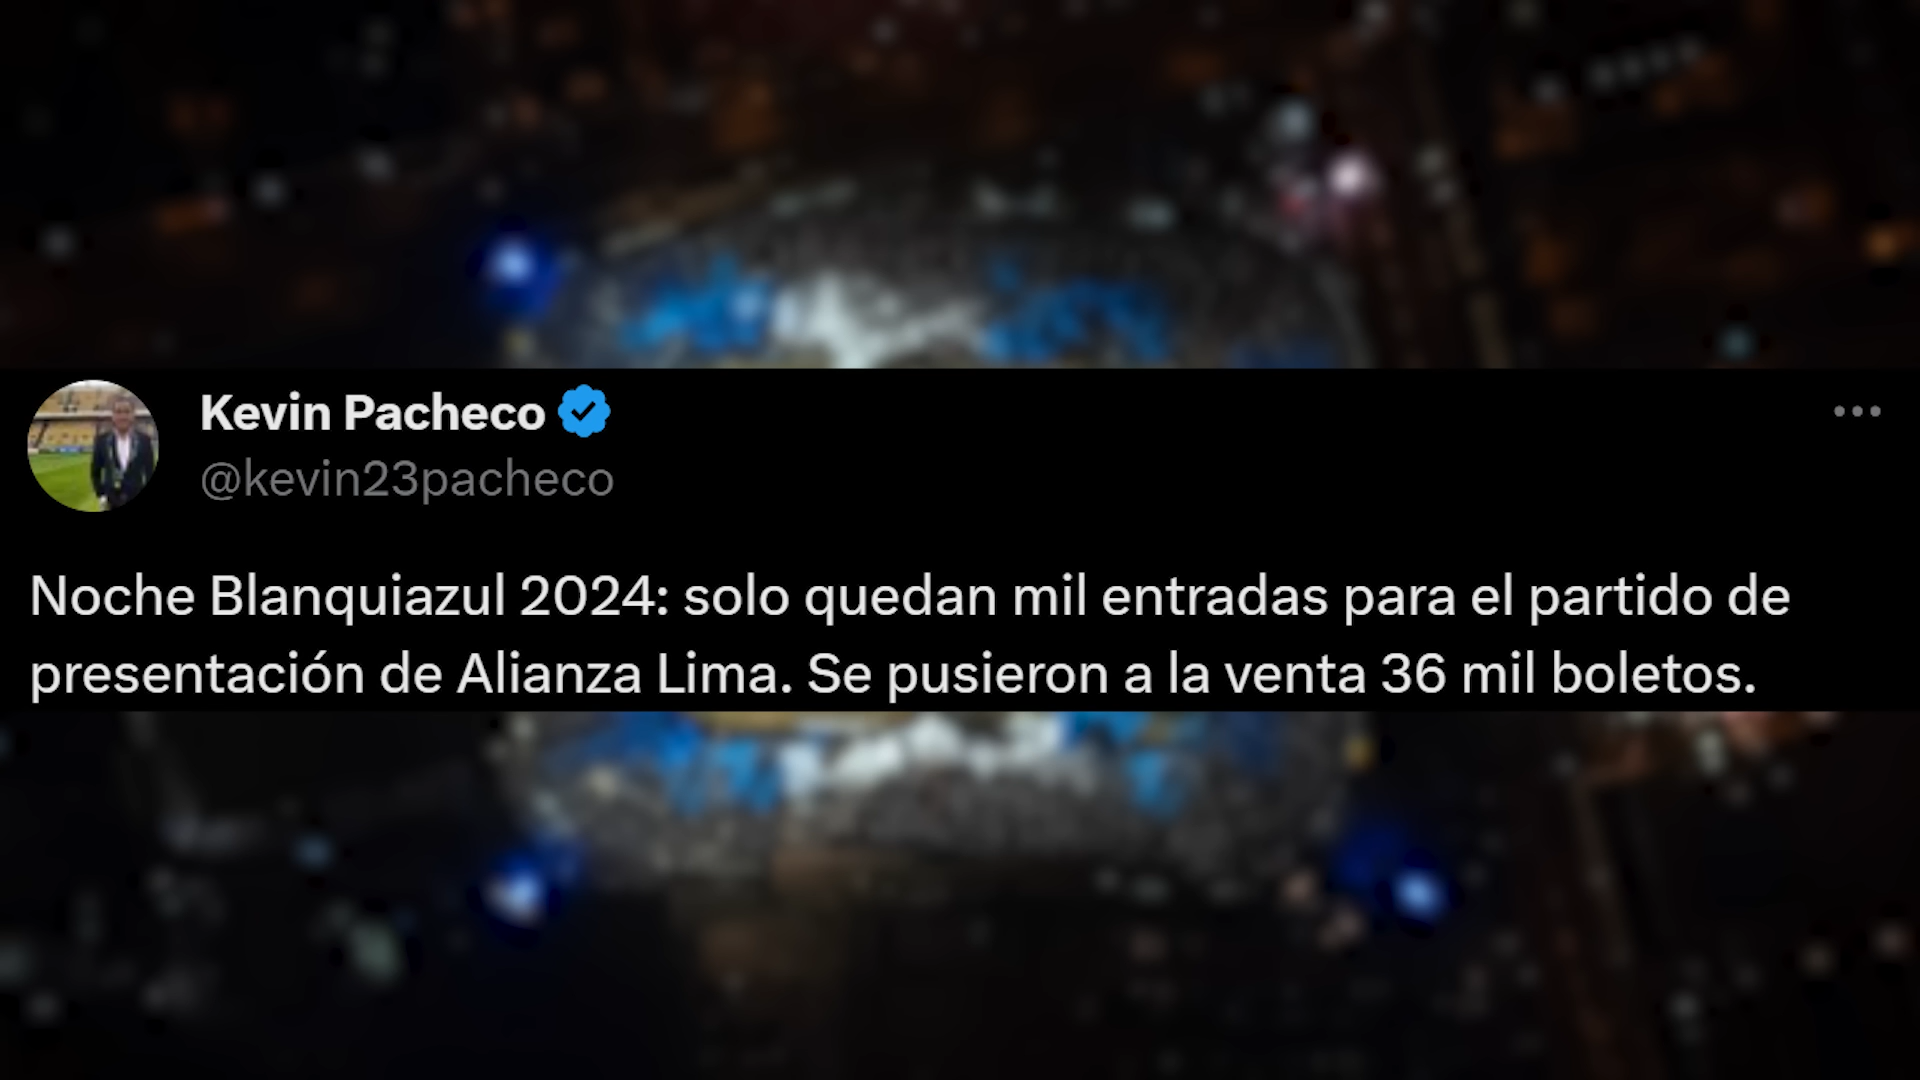 Kevin Pacheco
@kevin23pacheco
Noche Blanquiazul 2024: solo quedan mil entradas para el partido de
presentación de Alianza Lima. Se pusieron a la venta 36 mil boletos.